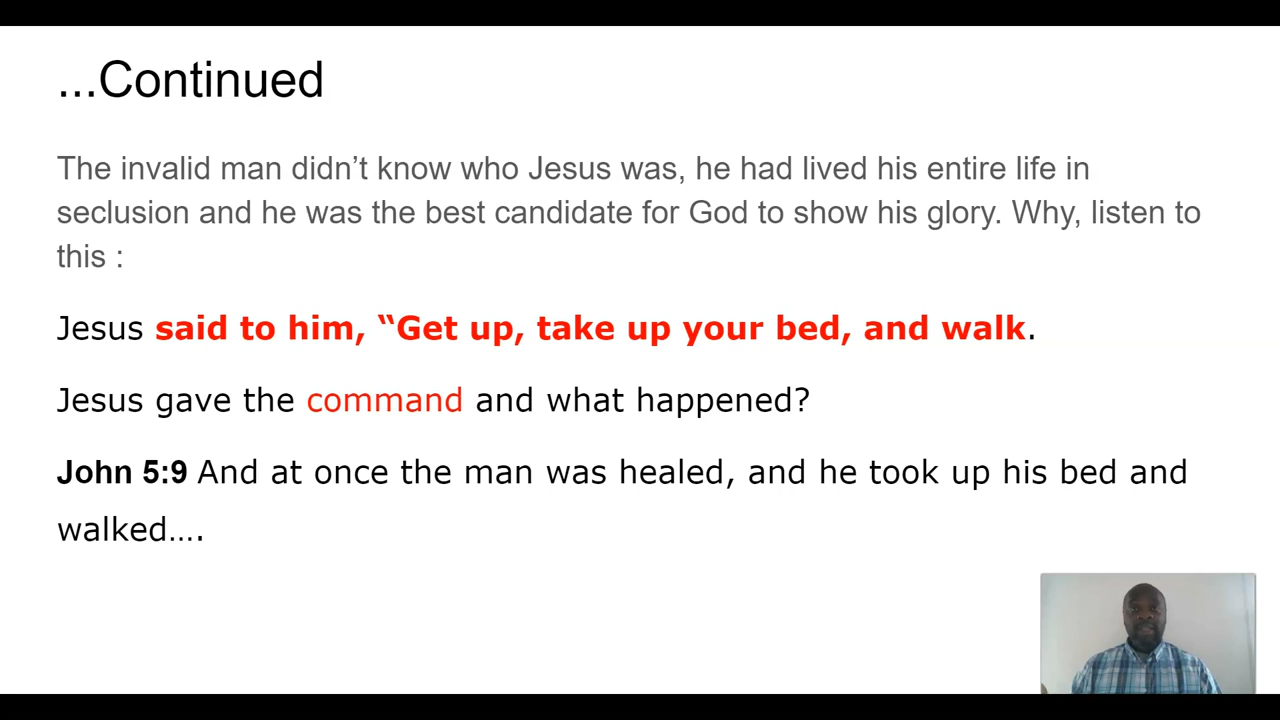 ...Continued
The invalid man didn’t know who Jesus was, he had lived his entire life in
seclusion and he was the best candidate for God to show his glory. Why, listen to
this :
Jesus said to him, “Get up, take up your bed, and walk.
Jesus gave the command and what happened?
John 5:9 And at once the man was healed, and he took up his bed and
walked….